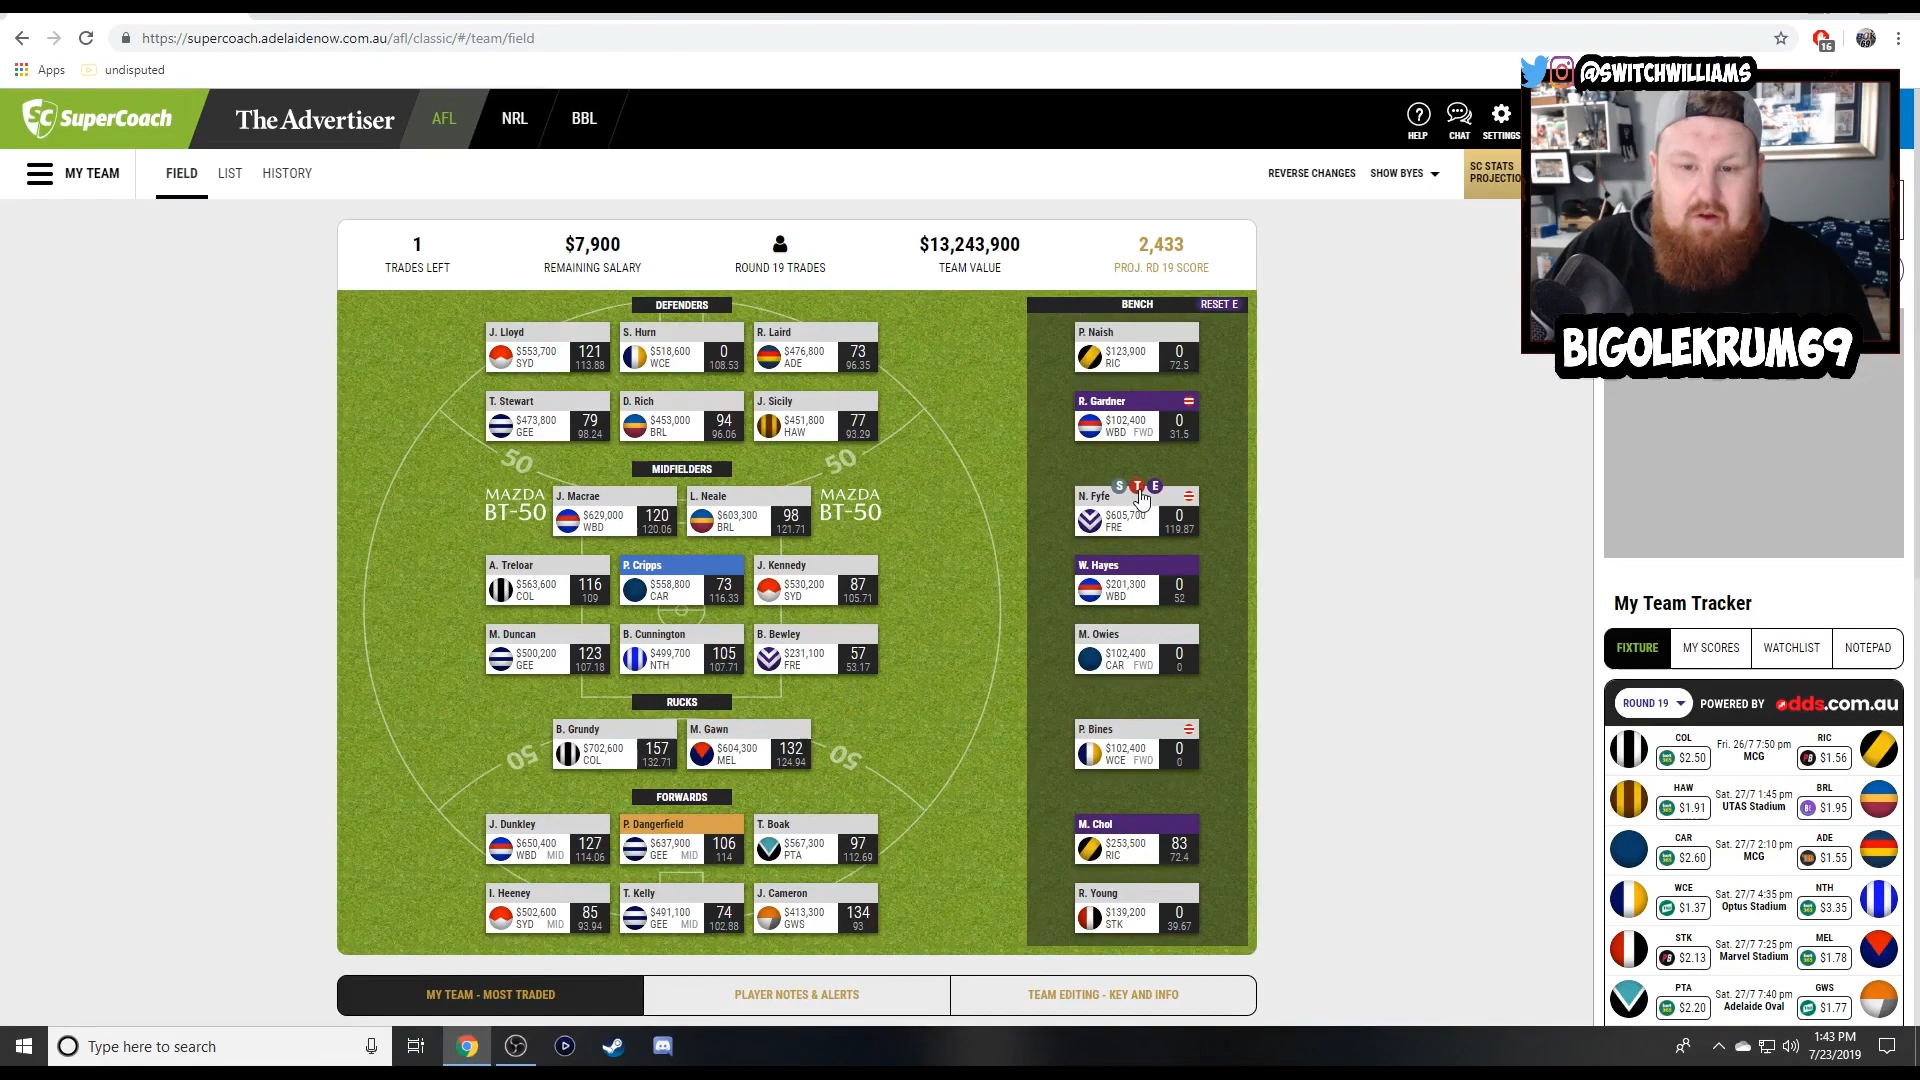 https://supercoach.adelaidenow.com.au/afl/classic/#/team/field
16
Apps
undisputed
@SWITCHWILLIAMS
SC SuperCoach
The Advertiser
AFL
NRL
BBL
HELP
CHAT
SETTINGS
MY TEAM
FIELD
LIST
HISTORY
REVERSE CHANGES
SHOW BYES
SC STATS
PROJECTIO
BIGOLEKRUM69
1
TRADES LEFT
$7,900
REMAINING SALARY
ROUND 19 TRADES
$13,243,900
TEAM VALUE
2,433
PROJ. RD 19 SCORE
DEFENDERS
J. Lloyd
$553,700
SYD
121
113.88
S. Hurn
$518,600
WCE
0
108.53
R. Laird
$476,800
ADE
73
96.35
T. Stewart
$473,800
GEE
79
98.24
D. Rich
$453,000
BRL
94
96.06
J. Sicily
$451,800
HAW
77
93.29
50
50
MIDFIELDERS
MAZDA
BT-50
MAZDA
BT-50
J. Macrae
$629,000
WBD
120
120.06
L. Neale
$603,300
BRL
98
121.71
A. Treloar
$563,600
COL
116
109
P. Cripps
$558,800
CAR
73
116.33
J. Kennedy
$530,200
SYD
87
105.71
M. Duncan
$500,200
GEE
123
107.18
B. Cunnington
$499,700
NTH
105
107.71
B. Bewley
$231,100
FRE
57
53.17
RUCKS
B. Grundy
$702,600
COL
157
132.71
M. Gawn
$604,300
MEL
132
124.94
50
50
FORWARDS
J. Dunkley
$650,400
WBD MID
127
114.06
P. Dangerfield
$637,900
GEE MID
106
114
T. Boak
$567,300
PTA
97
112.69
I. Heeney
$502,600
SYD MID
85
93.94
T. Kelly
$491,100
GEE MID
74
102.88
J. Cameron
$413,300
GWS
134
93
BENCH
RESET E
P. Naish
$123,900
RIC
0
72.5
R. Gardner
$102,400
WBD FWD
0
31.5
S T E
N. Fyfe
$605,700
FRE
0
119.87
W. Hayes
$201,300
WBD
0
52
M. Owies
$102,400
CAR FWD
0
0
P. Bines
$102,400
WCE FWD
0
0
M. Chol
$253,500
RIC
83
72.4
R. Young
$139,200
STK
0
39.67
MY TEAM - MOST TRADED
PLAYER NOTES & ALERTS
TEAM EDITING - KEY AND INFO
My Team Tracker
FIXTURE
MY SCORES
WATCHLIST
NOTEPAD
ROUND 19
POWERED BY
odds.com.au
COL
$2.50
Fri. 26/7 7:50 pm
MCG
RIC
$1.56
HAW
$1.91
Sat. 27/7 1:45 pm
UTAS Stadium
BRL
$1.95
CAR
$2.60
Sat. 27/7 2:10 pm
MCG
ADE
$1.55
WCE
$1.37
Sat. 27/7 4:35 pm
Optus Stadium
NTH
$3.35
STK
$2.13
Sat. 27/7 7:25 pm
Marvel Stadium
MEL
$1.78
PTA
$2.20
Sat. 27/7 7:40 pm
Adelaide Oval
GWS
$1.77
Type here to search
1:43 PM
7/23/2019